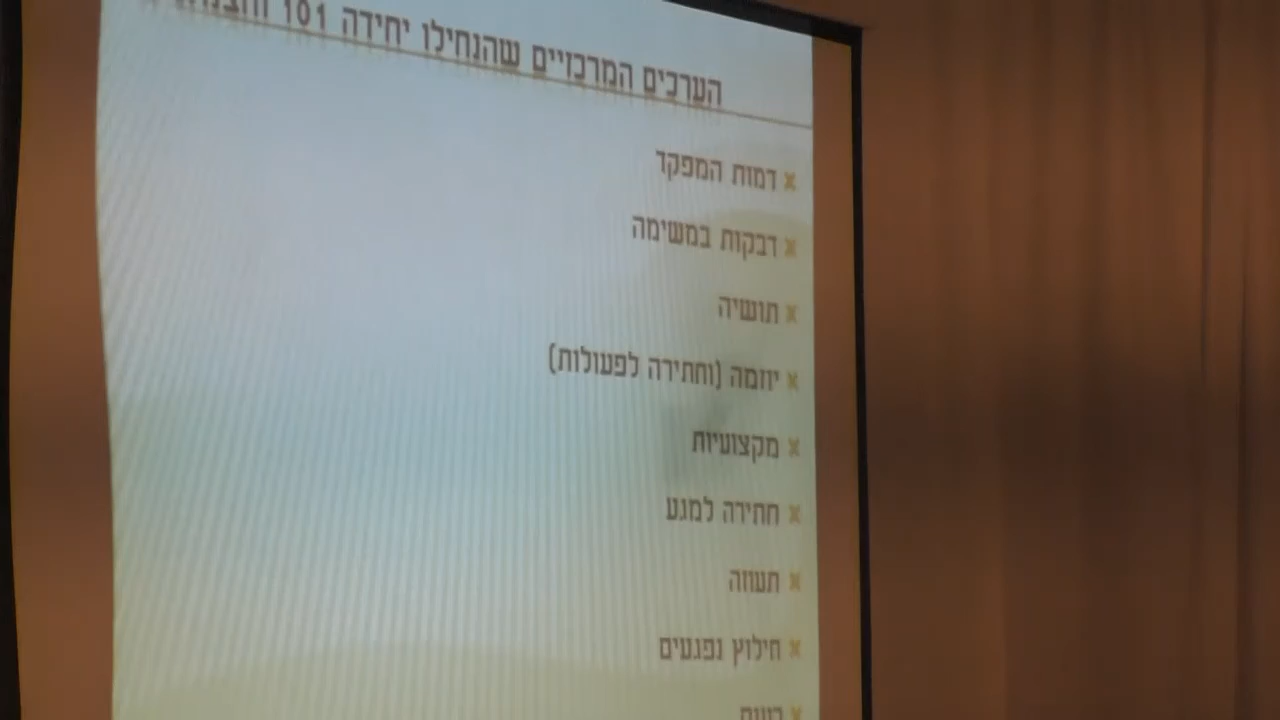 הערכים המרכזיים שהנחילו יחידה 101
דמות המפקד
דבקות במשימה
תושיה
יוזמה (וחתירה לפעולות)
מקצועיות
חתירה למגע
תעוזה
חילוץ נפגעים